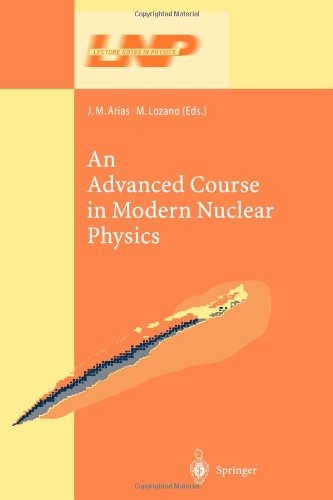 LNP
LECTURE NOTES IN PHYSICS
J. M. Arias M. Lozano (Eds.)
An
Advanced Course
in Modern Nuclear
Physics
Springer